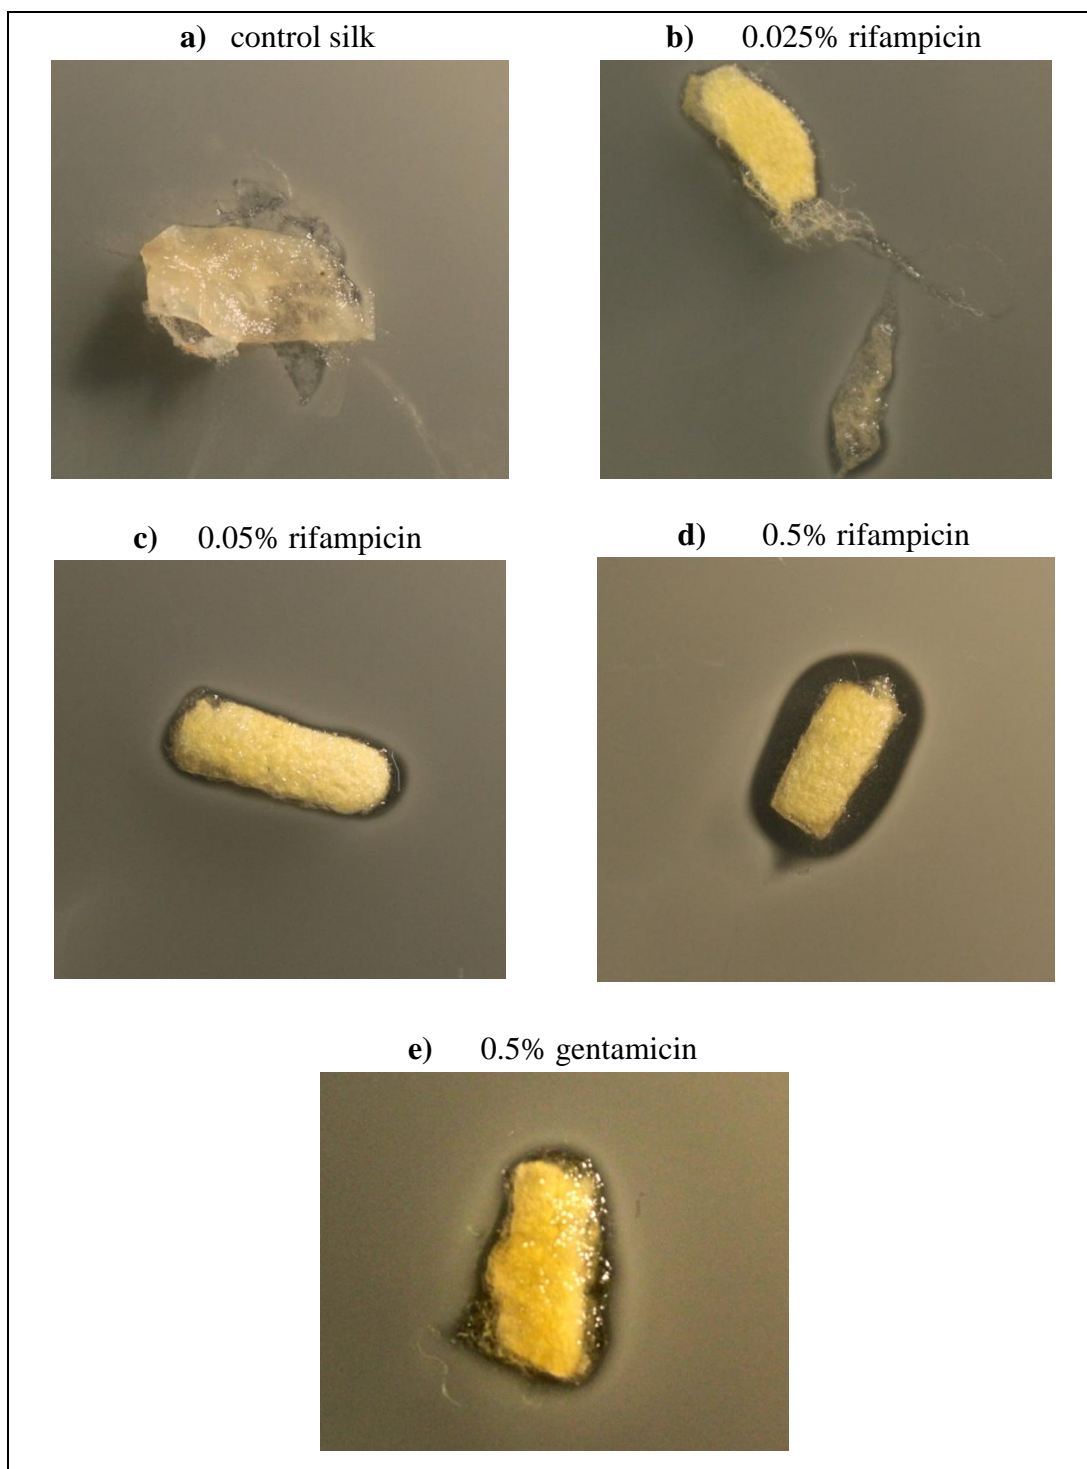 a) control silk
b) 0.025% rifampicin
c) 0.05% rifampicin
d) 0.5% rifampicin
e) 0.5% gentamicin